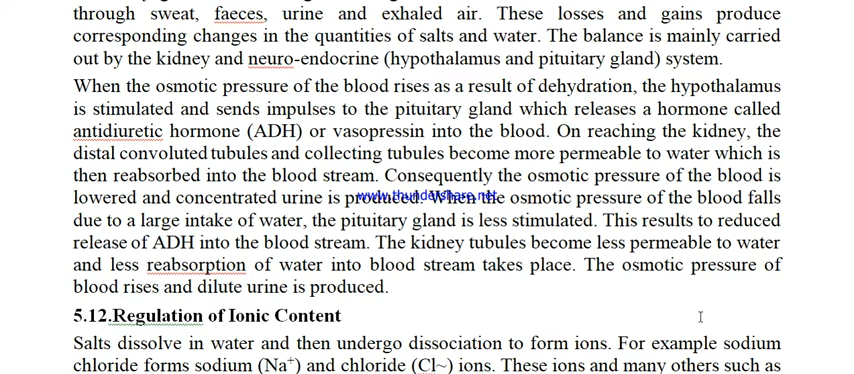 through sweat, faeces, urine and exhaled air. These losses and gains produce
corresponding changes in the quantities of salts and water. The balance is mainly carried
out by the kidney and neuro-endocrine (hypothalamus and pituitary gland) system.
When the osmotic pressure of the blood rises as a result of dehydration, the hypothalamus
is stimulated and sends impulses to the pituitary gland which releases a hormone called
antidiuretic hormone (ADH) or vasopressin into the blood. On reaching the kidney, the
distal convoluted tubules and collecting tubules become more permeable to water which is
then reabsorbed into the blood stream. Consequently the osmotic pressure of the blood is
lowered and concentrated urine is produced. When the osmotic pressure of the blood falls
www.thundershare.net
due to a large intake of water, the pituitary gland is less stimulated. This results to reduced
release of ADH into the blood stream. The kidney tubules become less permeable to water
and less reabsorption of water into blood stream takes place. The osmotic pressure of
blood rises and dilute urine is produced.
5.12.Regulation of Ionic Content
Salts dissolve in water and then undergo dissociation to form ions. For example sodium
chloride forms sodium (Na⁺) and chloride (Cl~) ions. These ions and many others such as